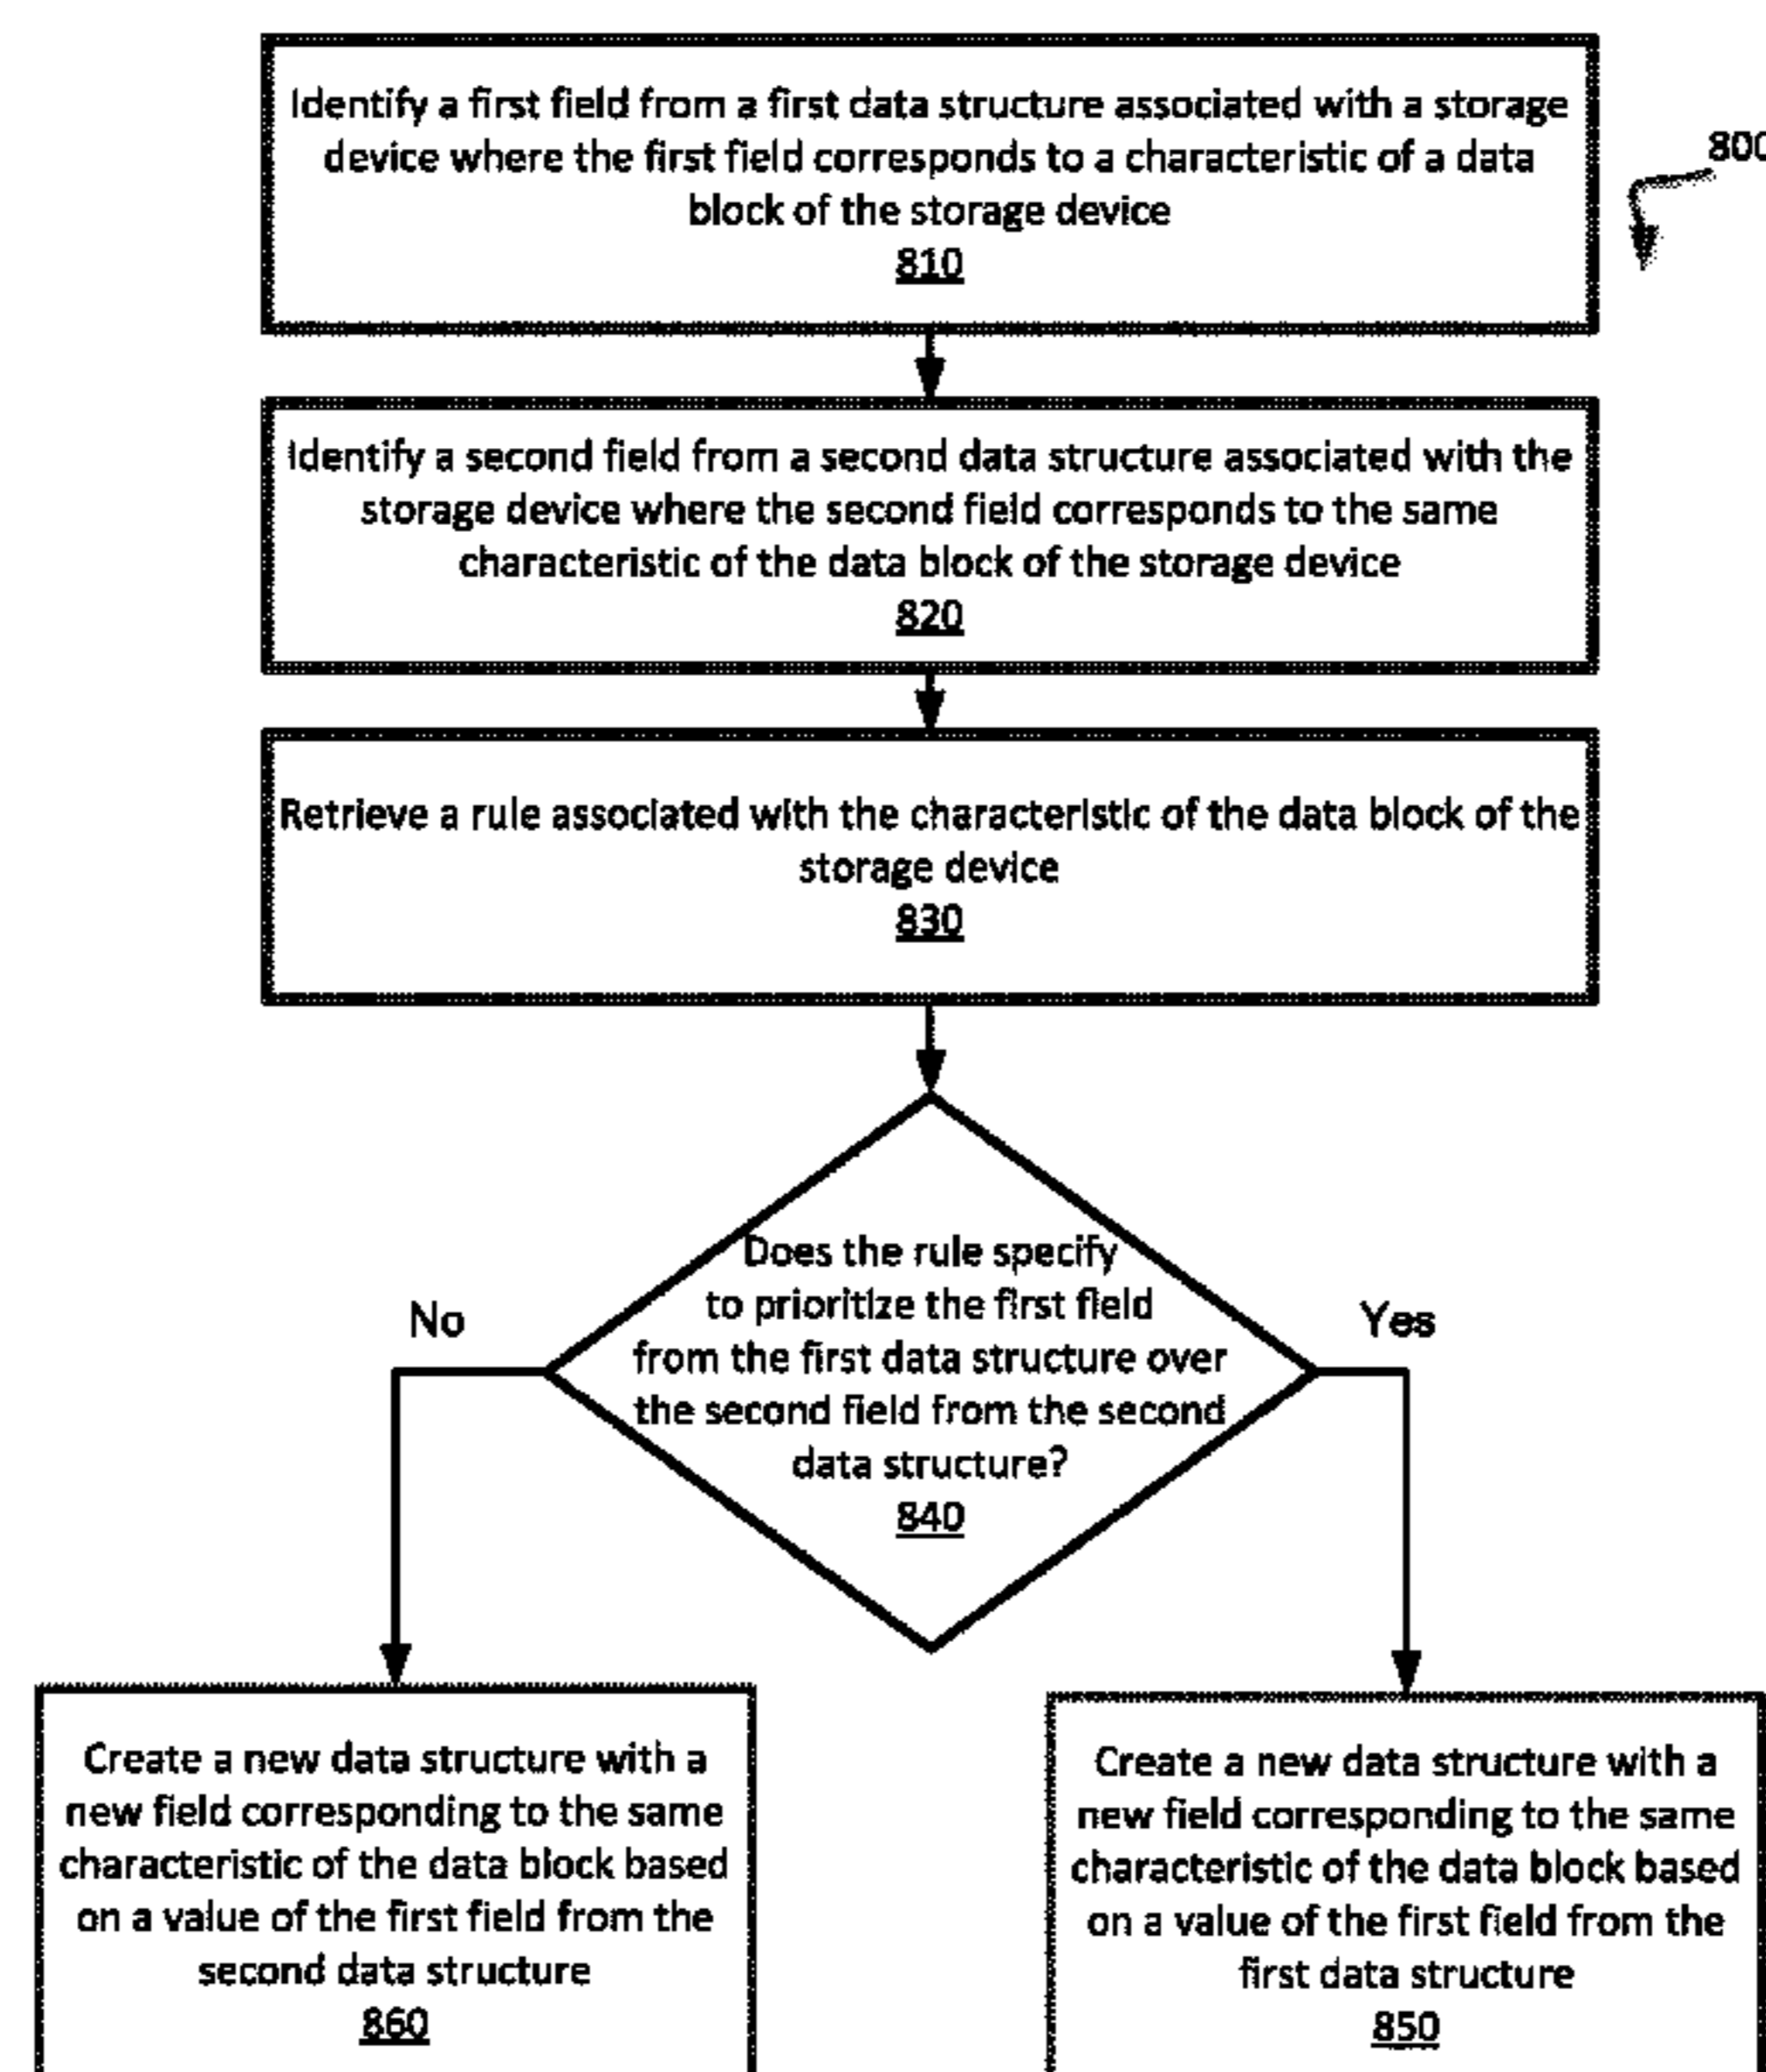 Identify a first field from a first data structure associated with a storage
device where the first field corresponds to a characteristic of a data
block of the storage device
810
800
Identify a second field from a second data structure associated with the
storage device where the second field corresponds to the same
characteristic of the data block of the storage device
820
Retrieve a rule associated with the characteristic of the data block of the
storage device
830
Does the rule specify
to prioritize the first field
from the first data structure over
the second field from the second
data structure?
840
No
Yes
Create a new data structure with a
new field corresponding to the same
characteristic of the data block based
on a value of the first field from the
second data structure
860
Create a new data structure with a
new field corresponding to the same
characteristic of the data block based
on a value of the first field from the
first data structure
850